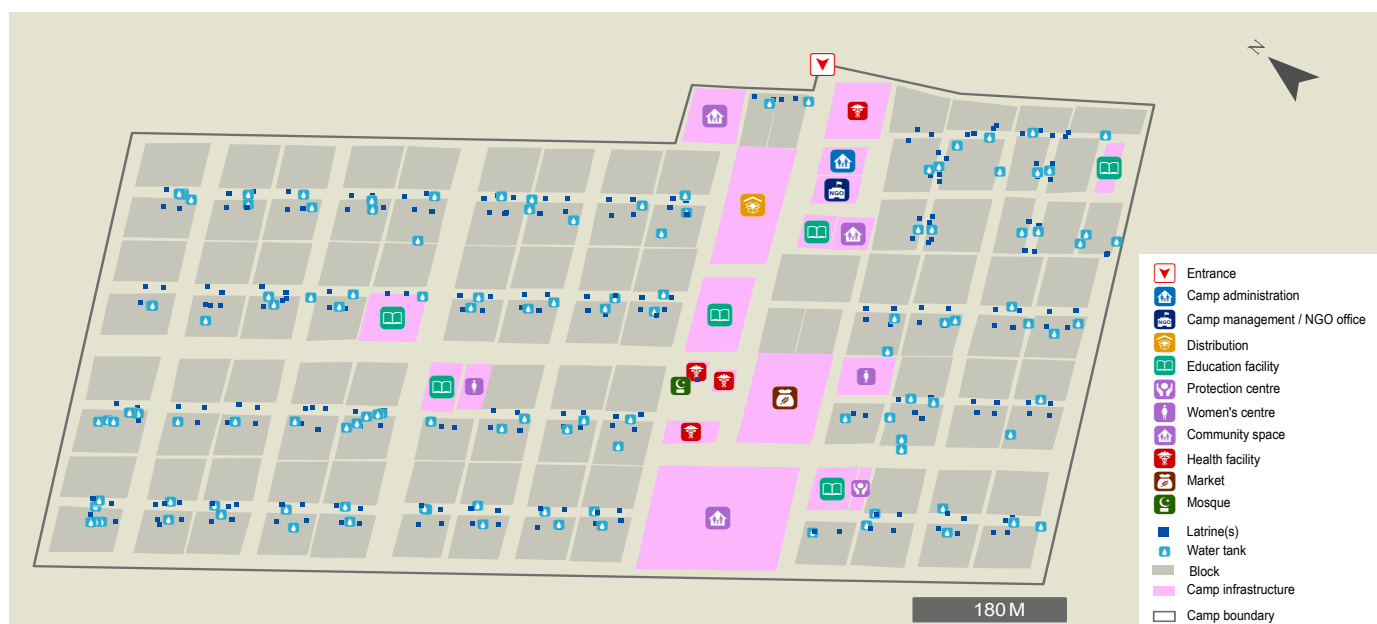 N
NGO
Entrance
Camp administration
NGO
Camp management / NGO office
Distribution
Education facility
Protection centre
Women's centre
Community space
Health facility
Market
Mosque
Latrine(s)
Water tank
Block
Camp infrastructure
Camp boundary
180 M